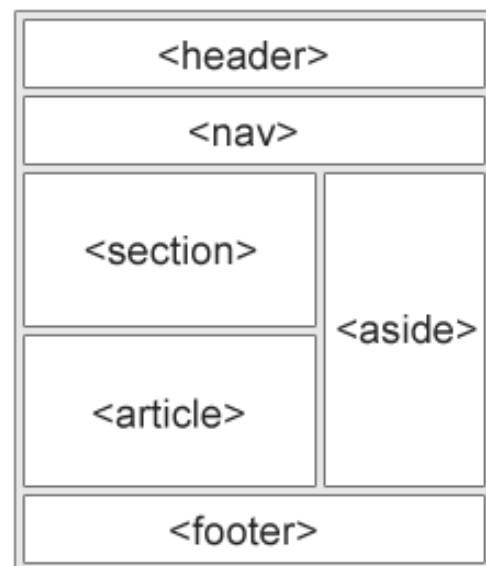 <header>
<nav>
<section>
<aside>
<article>
<footer>